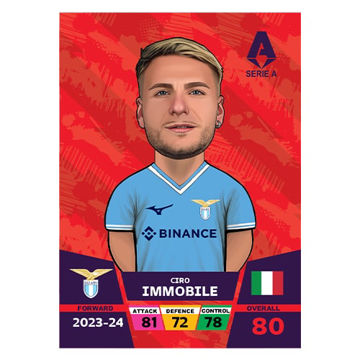 SERIE A
BINANCE
CIRO
IMMOBILE
FORWARD
2023-24
ATTACK DEFENCE CONTROL
81 72 78
OVERALL
80